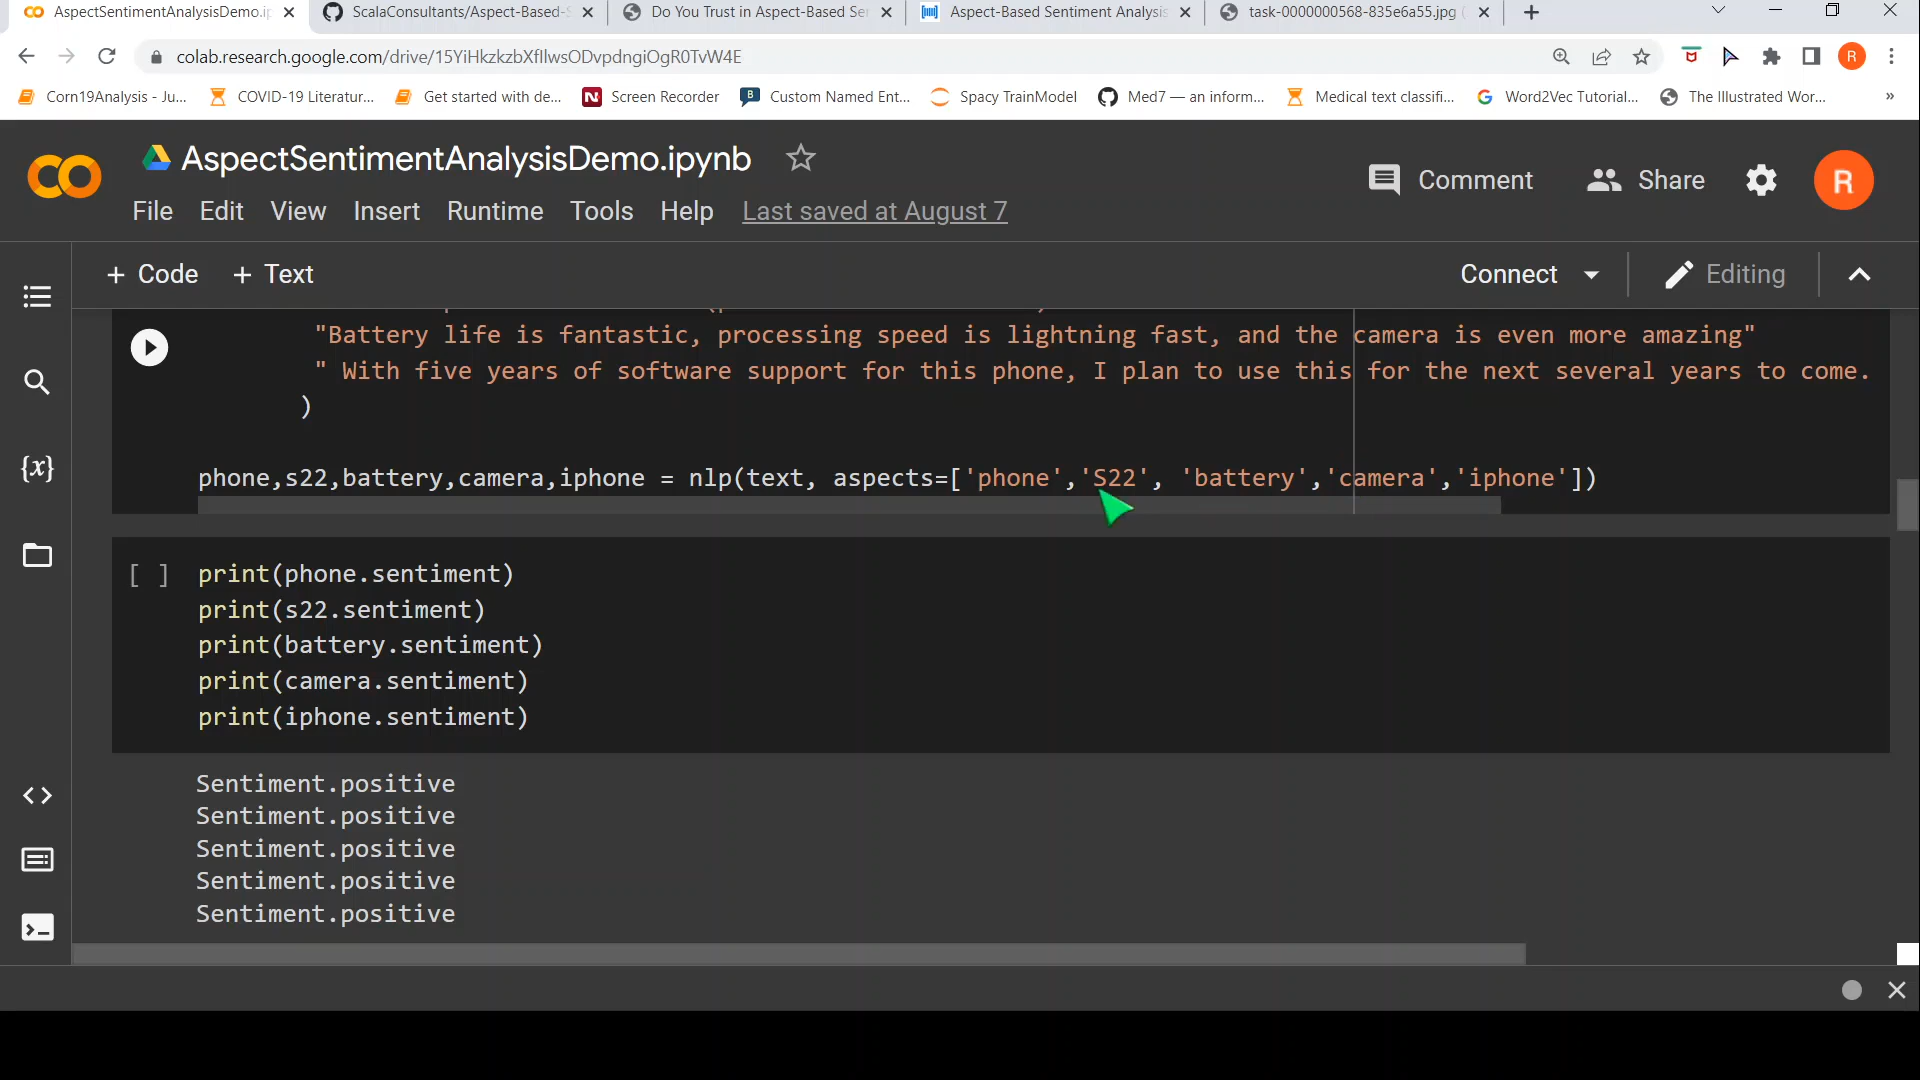 AspectSentimentAnalysisDemo.ip
ScalaConsultants/Aspect-Based-S
Do You Trust in Aspect-Based Se
Aspect-Based Sentiment Analysis
task-0000000568-835e6a55.jpg (
colab.research.google.com/drive/15YiHkzkzbXfIlwsODvpdngiOgR0TvW4E
R
Corn19Analysis - Ju...
COVID-19 Literatur...
Get started with de...
Screen Recorder
Custom Named Ent...
Spacy TrainModel
Med7 — an inform...
Medical text classifi...
Word2Vec Tutorial...
The Illustrated Wor...
»
AspectSentimentAnalysisDemo.ipynb
Comment
Share
R
File Edit View Insert Runtime Tools Help Last saved at August 7
+ Code + Text
Connect
Editing
"Battery life is fantastic, processing speed is lightning fast, and the camera is even more amazing"
" With five years of software support for this phone, I plan to use this for the next several years to come.
)
phone,s22,battery,camera,iphone = nlp(text, aspects=['phone','S22', 'battery','camera','iphone'])
[ ] print(phone.sentiment)
print(s22.sentiment)
print(battery.sentiment)
print(camera.sentiment)
print(iphone.sentiment)
Sentiment.positive
Sentiment.positive
Sentiment.positive
Sentiment.positive
Sentiment.positive